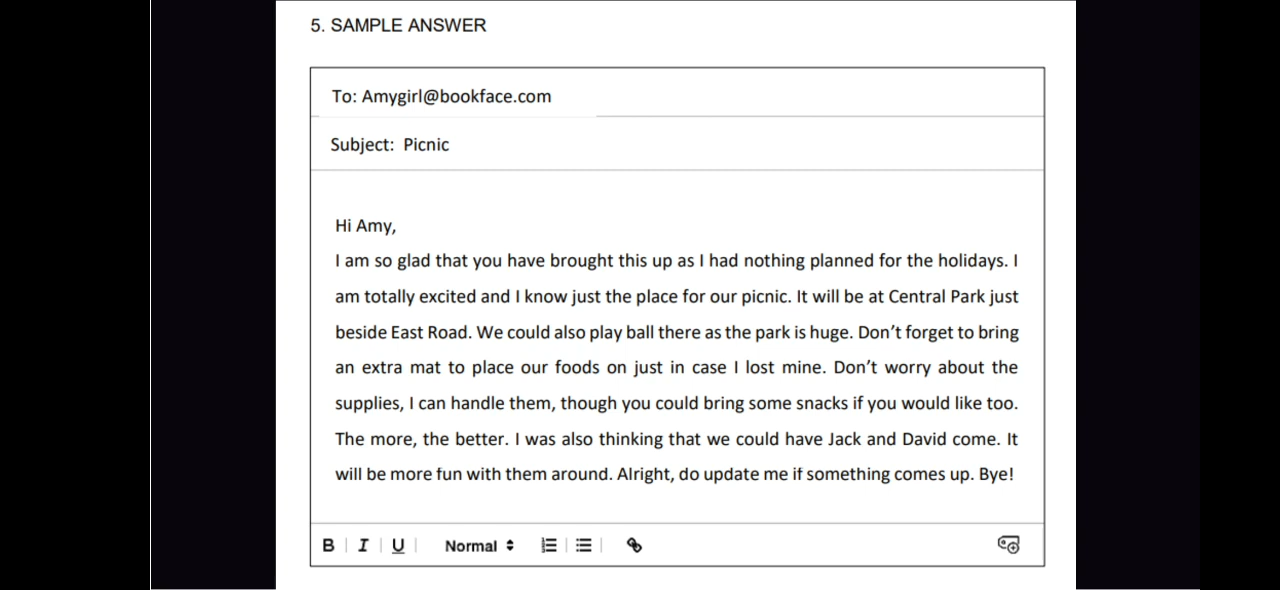 5. SAMPLE ANSWER
To: Amygirl@bookface.com
Subject: Picnic
Hi Amy,
I am so glad that you have brought this up as I had nothing planned for the holidays. I
am totally excited and I know just the place for our picnic. It will be at Central Park just
beside East Road. We could also play ball there as the park is huge. Don’t forget to bring
an extra mat to place our foods on just in case I lost mine. Don’t worry about the
supplies, I can handle them, though you could bring some snacks if you would like too.
The more, the better. I was also thinking that we could have Jack and David come. It
will be more fun with them around. Alright, do update me if something comes up. Bye!
B I U Normal